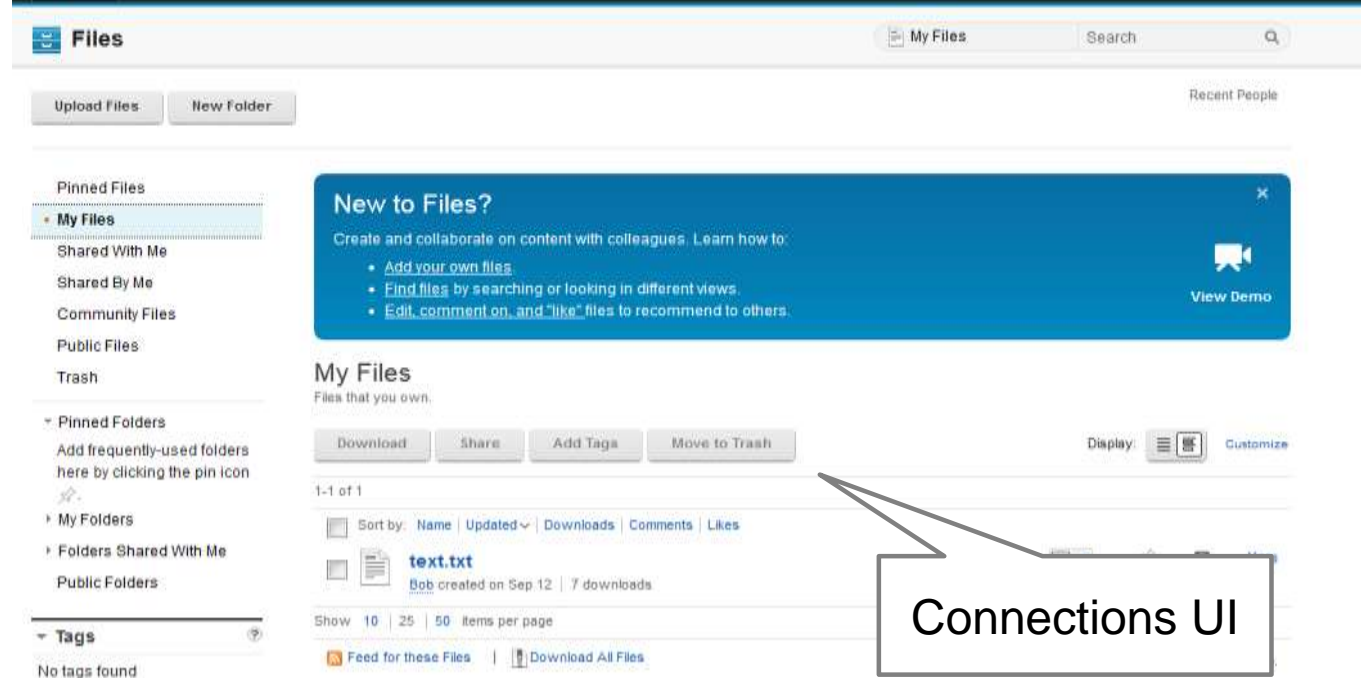 Files
My Files Search
Upload Files New Folder
Recent People
Pinned Files
My Files
Shared With Me
Shared By Me
Community Files
Public Files
Trash
Pinned Folders
Add frequently-used folders
here by clicking the pin icon
.
My Folders
Folders Shared With Me
Public Folders
Tags ?
No tags found
New to Files? ×
Create and collaborate on content with colleagues. Learn how to:
• Add your own files.
• Find files by searching or looking in different views.
• Edit, comment on, and "like" files to recommend to others.
View Demo
My Files
Files that you own.
Download Share Add Tags Move to Trash Display: Customize
1-1 of 1
Sort by: Name | Updated | Downloads | Comments | Likes
text.txt
Bob created on Sep 12 | 7 downloads
Show 10 | 25 | 50 items per page
Feed for these Files | Download All Files
Connections UI